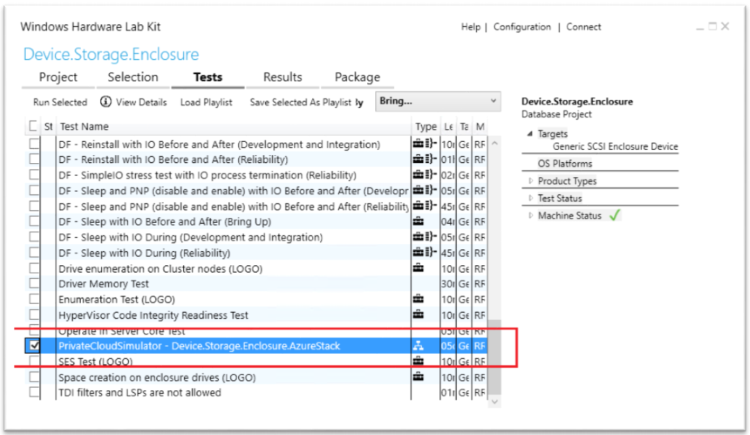 Windows Hardware Lab Kit
Help | Configuration | Connect
Device.Storage.Enclosure
Project Selection Tests Results Package
Run Selected View Details Load Playlist Save Selected As Playlist ly Bring...
St Test Name Type Le Ta M
DF - Reinstall with IO Before and After (Development and Integration) 10r Ge RF
DF - Reinstall with IO Before and After (Reliability) 01l Ge RF
DF - SimpleIO stress test with IO process termination (Reliability) 02r Ge RF
DF - Sleep and PNP (disable and enable) with IO Before and After (Developr 05r Ge RF
DF - Sleep and PNP (disable and enable) with IO Before and After (Reliability) 45r Ge RF
DF - Sleep with IO Before and After (Bring Up) 04r Ge RF
DF - Sleep with IO During (Development and Integration) 05r Ge RF
DF - Sleep with IO During (Reliability) 45r Ge RF
Drive enumeration on Cluster nodes (LOGO) 10r Ge RF
Driver Memory Test 30r Ge RF
Enumeration Test (LOGO) 10r Ge RF
HyperVisor Code Integrity Readiness Test 10r Ge RF
Operate in Server Core Test 05r Ge RF
PrivateCloudSimulator - Device.Storage.Enclosure.AzureStack 05r Ge RF
SES Test (LOGO) 10r Ge RF
Space creation on enclosure drives (LOGO) 10r Ge RF
TDI filters and LSPs are not allowed 01r Ge RF
Device.Storage.Enclosure
Database Project
Targets
Generic SCSI Enclosure Device
OS Platforms
Product Types
Test Status
Machine Status